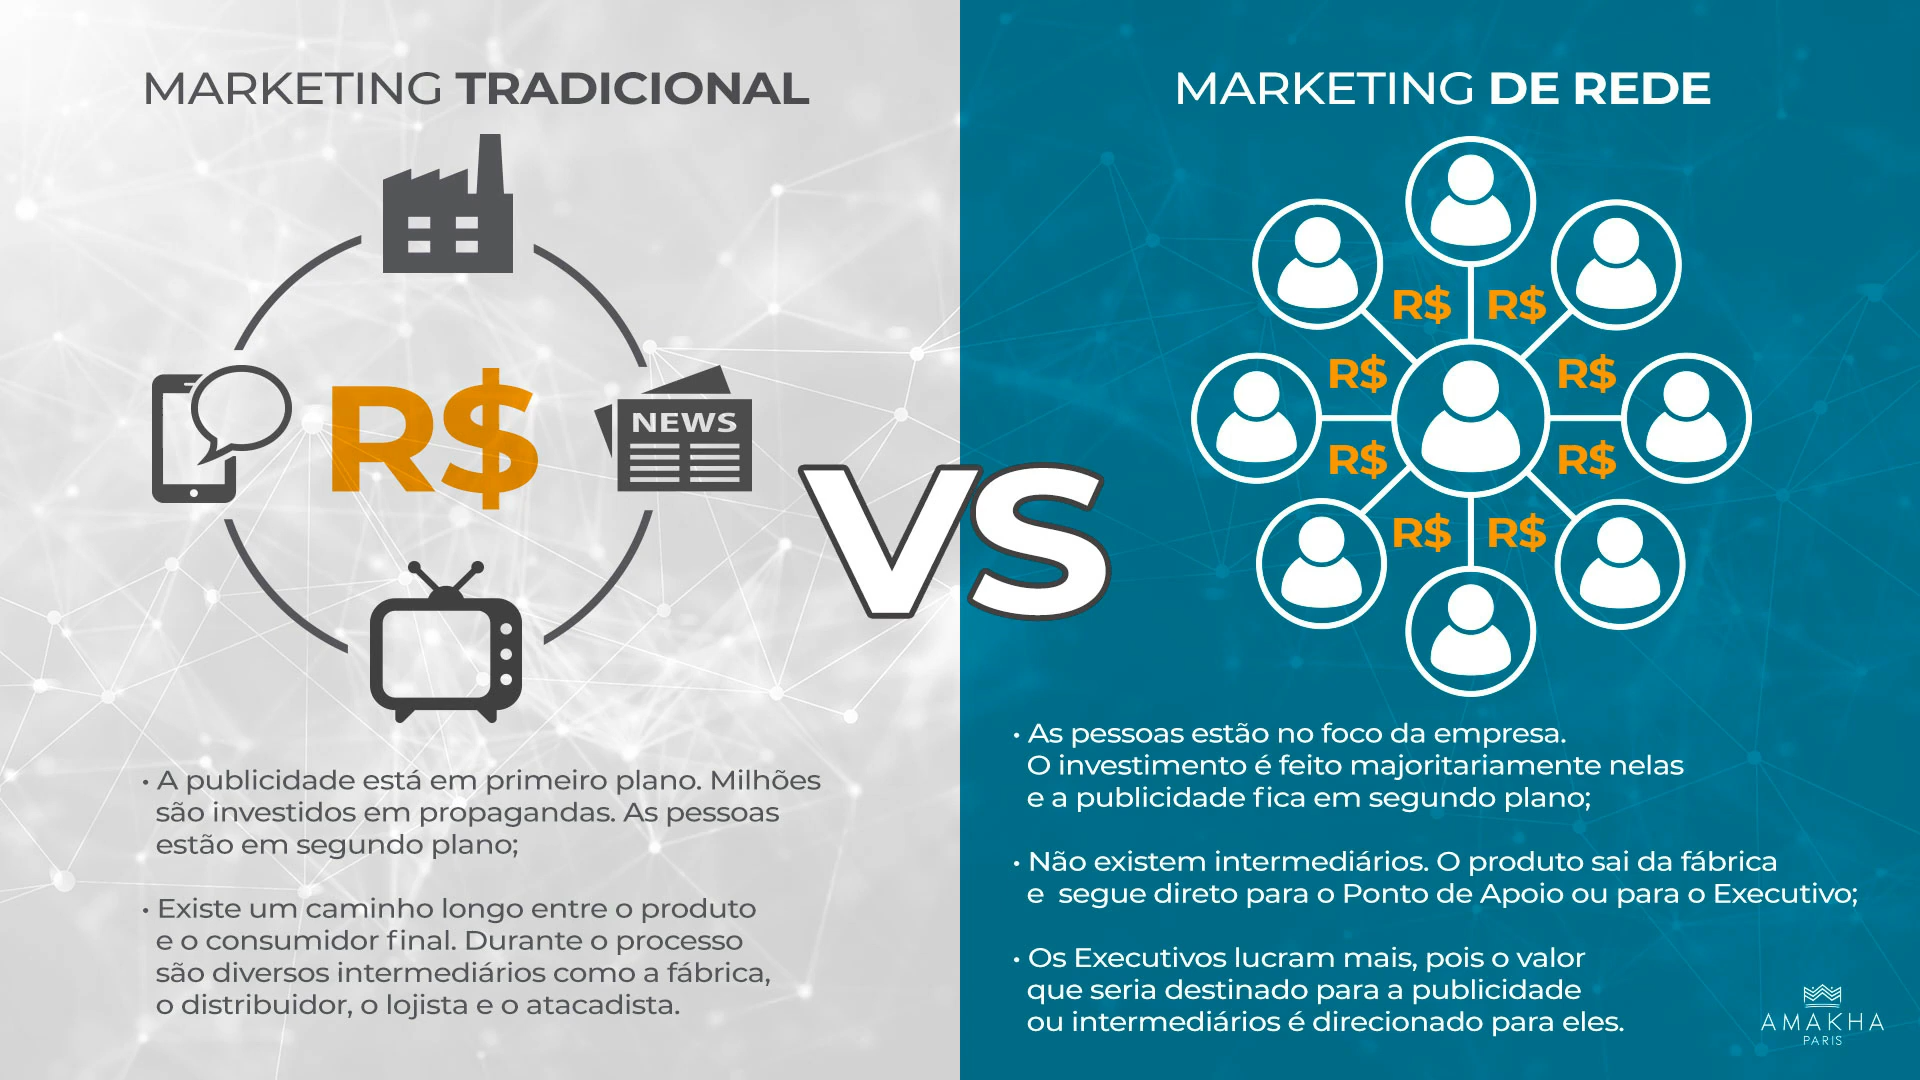 MARKETING TRADICIONAL
R$
NEWS
• A publicidade está em primeiro plano. Milhões
são investidos em propagandas. As pessoas
estão em segundo plano;
• Existe um caminho longo entre o produto
e o consumidor final. Durante o processo
são diversos intermediários como a fábrica,
o distribuidor, o lojista e o atacadista.
VS
MARKETING DE REDE
R$ R$
R$ R$
R$ R$
R$ R$
• As pessoas estão no foco da empresa.
O investimento é feito majoritariamente nelas
e a publicidade fica em segundo plano;
• Não existem intermediários. O produto sai da fábrica
e segue direto para o Ponto de Apoio ou para o Executivo;
• Os Executivos lucram mais, pois o valor
que seria destinado para a publicidade
ou intermediários é direcionado para eles.
AMAKHA
PARIS